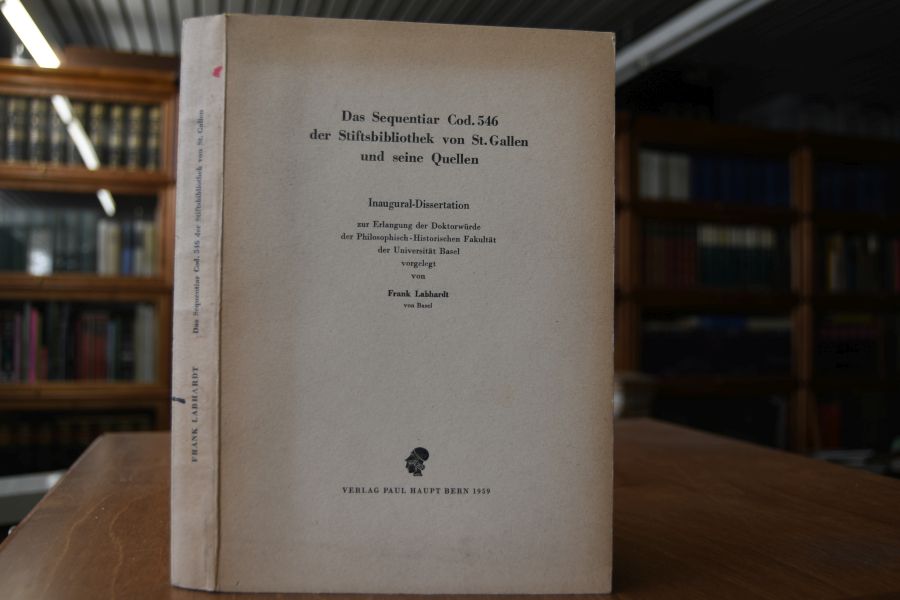 Das Sequentiar Cod. 546
der Stiftsbibliothek von St. Gallen
und seine Quellen
Inaugural-Dissertation
zur Erlangung der Doktorwürde
der Philosophisch-Historischen Fakultät
der Universität Basel
vorgelegt
von
Frank Labhardt
von Basel
VERLAG PAUL HAUPT BERN 1959
FRANK LABHARDT
Das Sequentiar Cod. 546 der Stiftsbibliothek von St. Gallen